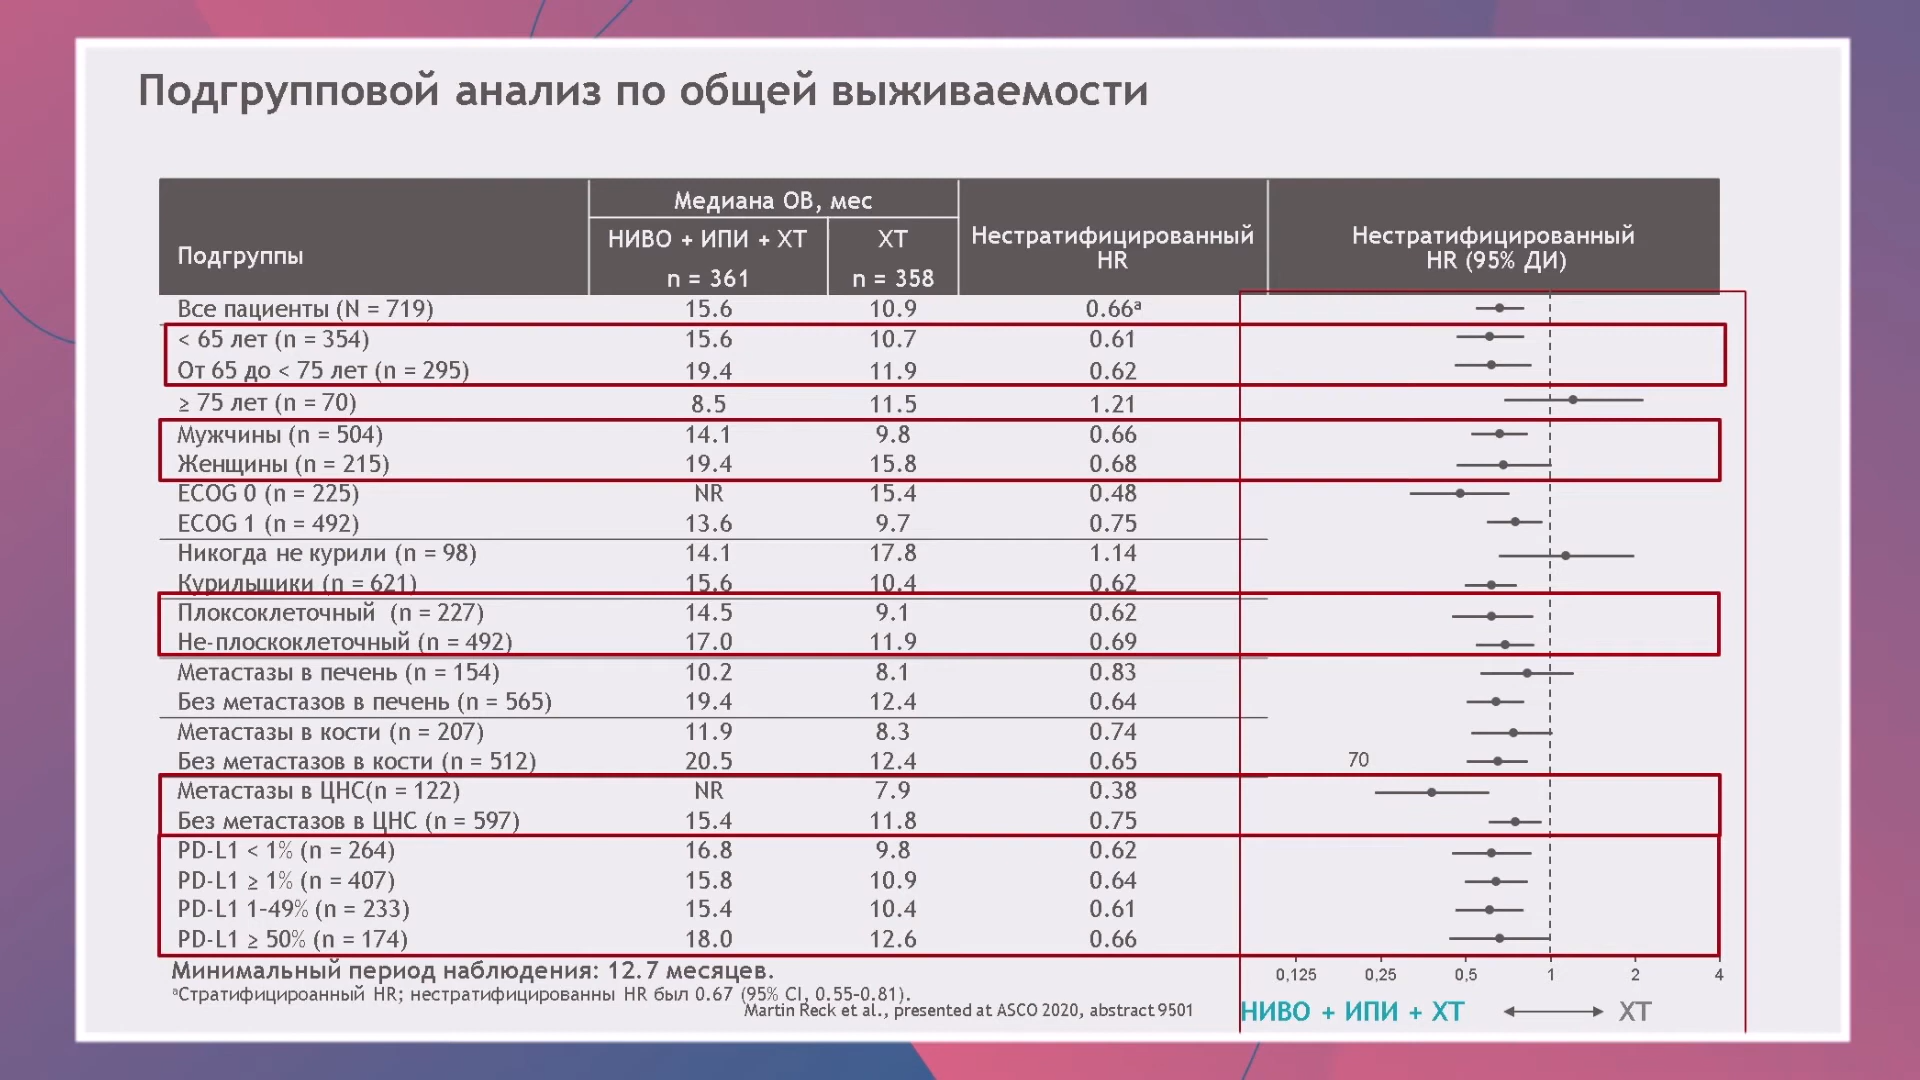 Подгрупповой анализ по общей выживаемости
Подгруппы
Медиана ОВ, мес
НИВО + ИПИ + ХТ
n = 361
ХТ
n = 358
Нестратифицированный
HR
Нестратифицированный
HR (95% ДИ)
Все пациенты (N = 719) 15.6 10.9 0.66ᵃ
< 65 лет (n = 354) 15.6 10.7 0.61
От 65 до < 75 лет (n = 295) 19.4 11.9 0.62
≥ 75 лет (n = 70) 8.5 11.5 1.21
Мужчины (n = 504) 14.1 9.8 0.66
Женщины (n = 215) 19.4 15.8 0.68
ECOG 0 (n = 225) NR 15.4 0.48
ECOG 1 (n = 492) 13.6 9.7 0.75
Никогда не курили (n = 98) 14.1 17.8 1.14
Курильщики (n = 621) 15.6 10.4 0.62
Плоксоклеточный (n = 227) 14.5 9.1 0.62
Не-плоскоклеточный (n = 492) 17.0 11.9 0.69
Метастазы в печень (n = 154) 10.2 8.1 0.83
Без метастазов в печень (n = 565) 19.4 12.4 0.64
Метастазы в кости (n = 207) 11.9 8.3 0.74
Без метастазов в кости (n = 512) 20.5 12.4 0.65 70
Метастазы в ЦНС(n = 122) NR 7.9 0.38
Без метастазов в ЦНС (n = 597) 15.4 11.8 0.75
PD-L1 < 1% (n = 264) 16.8 9.8 0.62
PD-L1 ≥ 1% (n = 407) 15.8 10.9 0.64
PD-L1 1–49% (n = 233) 15.4 10.4 0.61
PD-L1 ≥ 50% (n = 174) 18.0 12.6 0.66
0,125 0,25 0,5 1 2 4
НИВО + ИПИ + ХТ ХТ
Минимальный период наблюдения: 12.7 месяцев.
ᵃСтратифицироанный HR; нестратифицированны HR был 0.67 (95% CI, 0.55–0.81).
Martin Reck et al., presented at ASCO 2020, abstract 9501